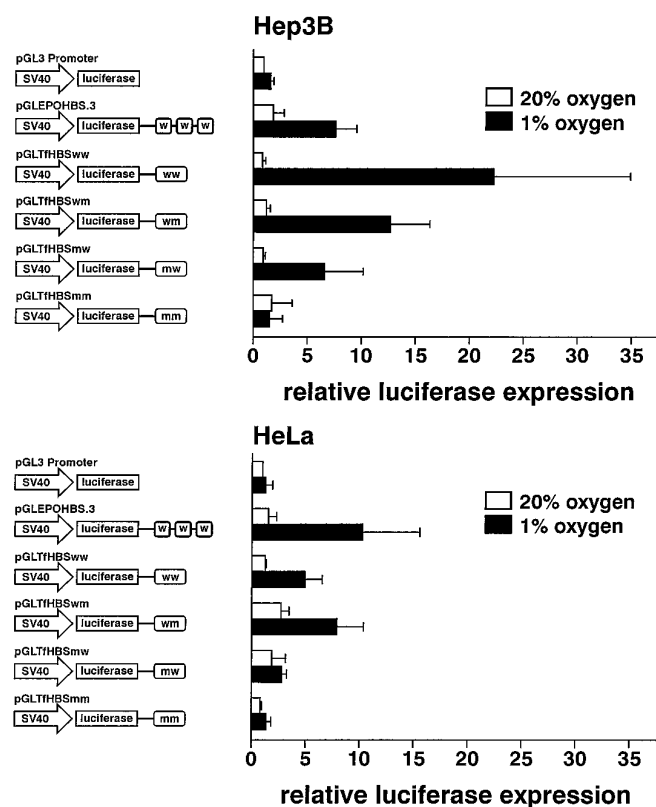 Hep3B
pGL3 Promoter
SV40 luciferase
pGLEPOHBS.3
SV40 luciferase w w w
pGLTfHBSww
SV40 luciferase ww
pGLTfHBSwm
SV40 luciferase wm
pGLTfHBSmw
SV40 luciferase mw
pGLTfHBSmm
SV40 luciferase mm
20% oxygen
1% oxygen
0 5 10 15 20 25 30 35
relative luciferase expression
HeLa
pGL3 Promoter
SV40 luciferase
pGLEPOHBS.3
SV40 luciferase w w w
pGLTfHBSww
SV40 luciferase ww
pGLTfHBSwm
SV40 luciferase wm
pGLTfHBSmw
SV40 luciferase mw
pGLTfHBSmm
SV40 luciferase mm
20% oxygen
1% oxygen
0 5 10 15 20 25 30 35
relative luciferase expression